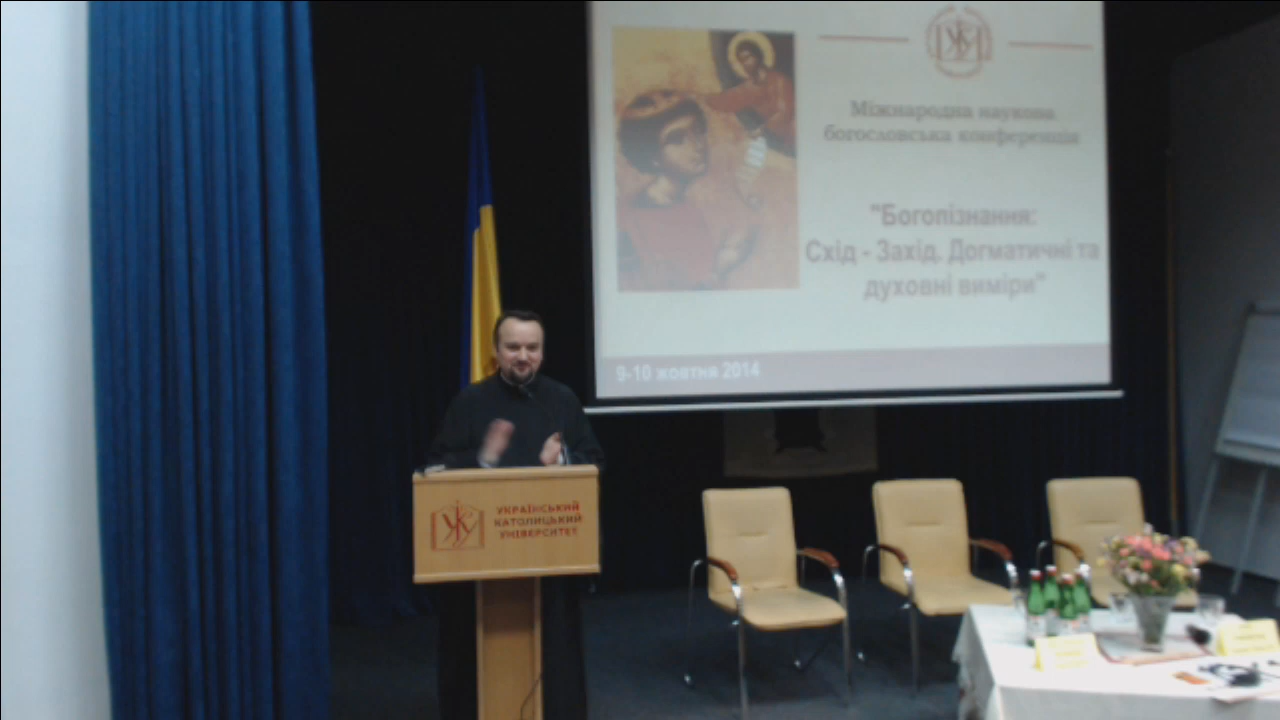 Міжнародна наукова
богословська конференція
"Богопізнання:
Схід - Захід. Догматичні та
духовні виміри"
9-10 жовтня 2014
УКРАЇНСЬКИЙ
КАТОЛИЦЬКИЙ
УНІВЕРСИТЕТ